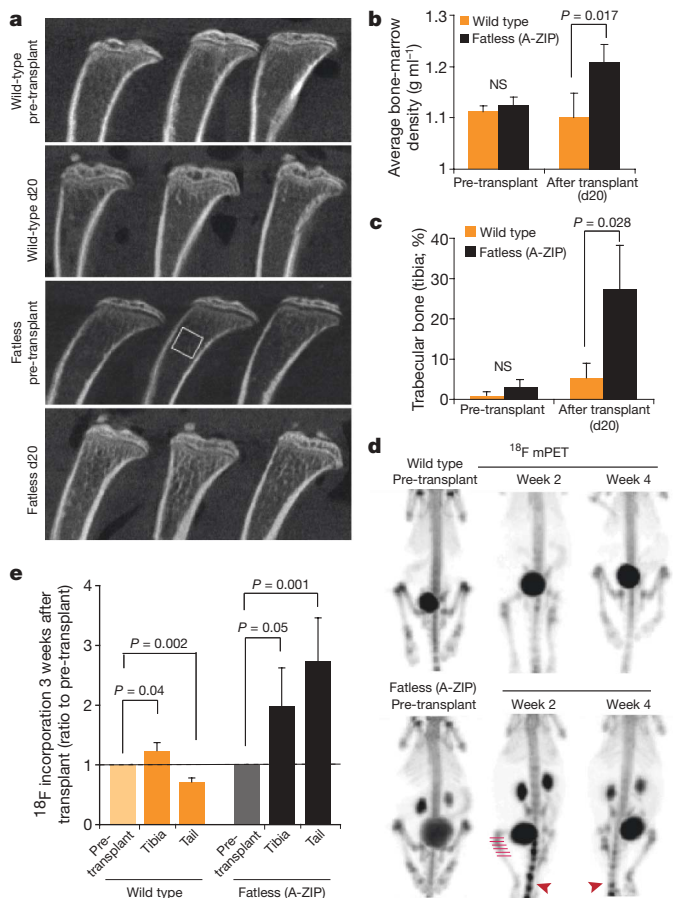 a
Wild-type
pre-transplant
Wild-type d20
Fatless
pre-transplant
Fatless d20
b
Wild type
Fatless (A-ZIP)
P = 0.017
NS
Average bone-marrow
density (g ml⁻¹)
1.3
1.2
1.1
1
Pre-transplant
After transplant
(d20)
c
Wild type
Fatless (A-ZIP)
P = 0.028
NS
Trabecular bone (tibia; %)
40
30
20
10
0
Pre-transplant
After transplant
(d20)
d
¹⁸F mPET
Wild type
Pre-transplant
Week 2
Week 4
Fatless (A-ZIP)
Pre-transplant
Week 2
Week 4
e
¹⁸F incorporation 3 weeks after
transplant (ratio to pre-transplant)
4
3
2
1
0
P = 0.04
P = 0.002
P = 0.05
P = 0.001
Pre-
transplant
Tibia
Tail
Pre-
transplant
Tibia
Tail
Wild type
Fatless (A-ZIP)